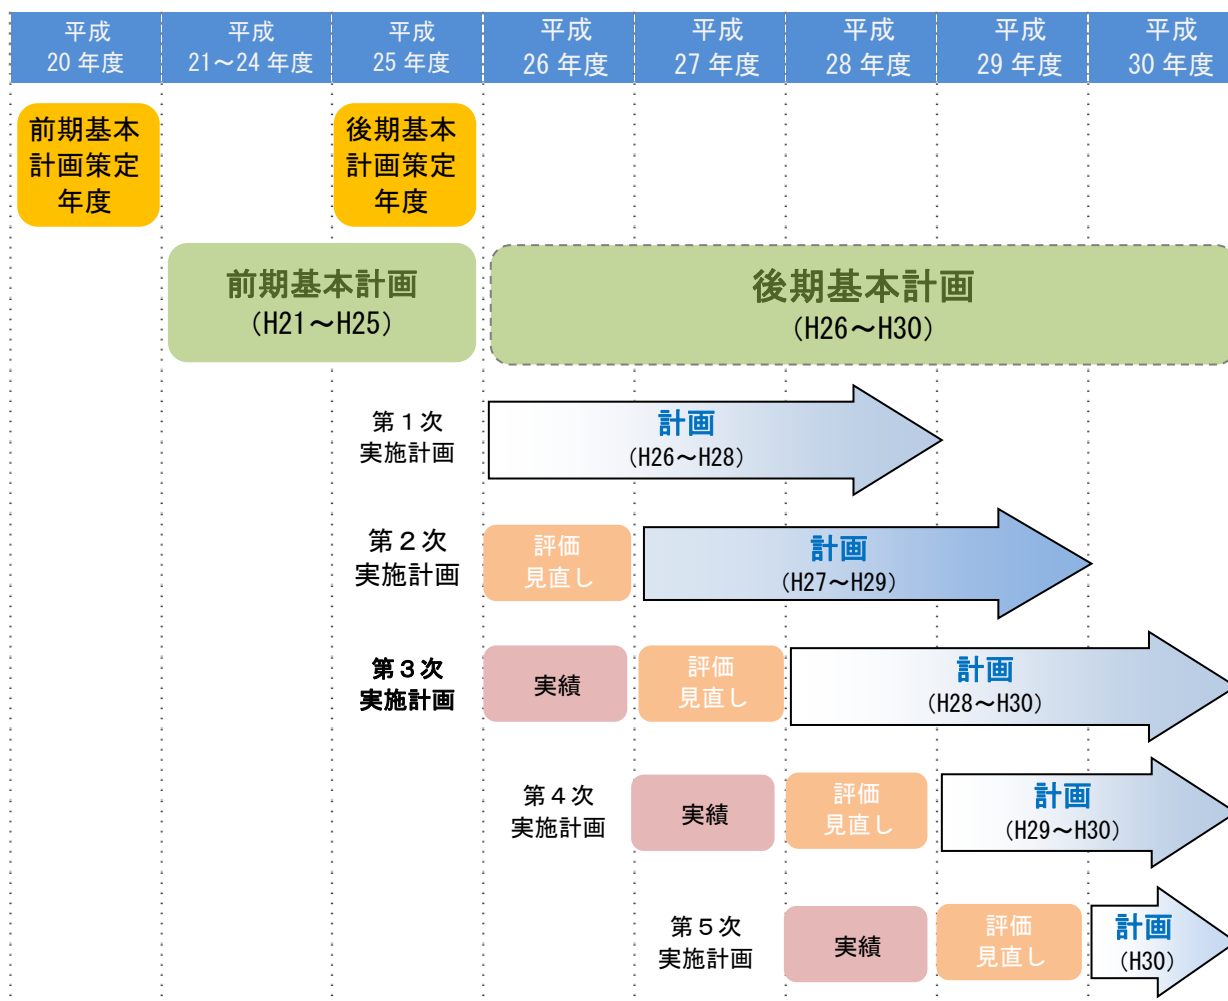 平成
20 年度
平成
21～24 年度
平成
25 年度
平成
26 年度
平成
27 年度
平成
28 年度
平成
29 年度
平成
30 年度
前期基本
計画策定
年度
後期基本
計画策定
年度
前期基本計画
（H21～H25）
後期基本計画
（H26～H30）
第１次
実施計画
計画
（H26～H28）
第２次
実施計画
評価
見直し
計画
（H27～H29）
第３次
実施計画
実績
評価
見直し
計画
（H28～H30）
第４次
実施計画
実績
評価
見直し
計画
（H29～H30）
第５次
実施計画
実績
評価
見直し
計画
（H30）